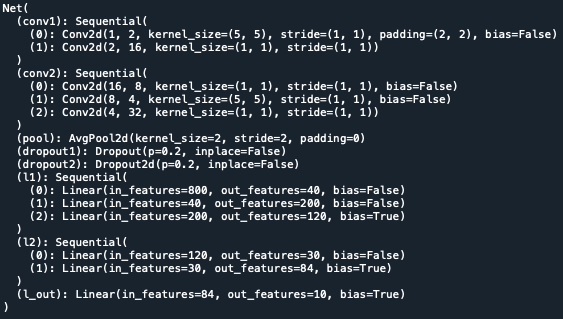 Net(
(conv1): Sequential(
(0): Conv2d(1, 2, kernel_size=(5, 5), stride=(1, 1), padding=(2, 2), bias=False)
(1): Conv2d(2, 16, kernel_size=(1, 1), stride=(1, 1))
)
(conv2): Sequential(
(0): Conv2d(16, 8, kernel_size=(1, 1), stride=(1, 1), bias=False)
(1): Conv2d(8, 4, kernel_size=(5, 5), stride=(1, 1), bias=False)
(2): Conv2d(4, 32, kernel_size=(1, 1), stride=(1, 1))
)
(pool): AvgPool2d(kernel_size=2, stride=2, padding=0)
(dropout1): Dropout(p=0.2, inplace=False)
(dropout2): Dropout2d(p=0.2, inplace=False)
(l1): Sequential(
(0): Linear(in_features=800, out_features=40, bias=False)
(1): Linear(in_features=40, out_features=200, bias=False)
(2): Linear(in_features=200, out_features=120, bias=True)
)
(l2): Sequential(
(0): Linear(in_features=120, out_features=30, bias=False)
(1): Linear(in_features=30, out_features=84, bias=True)
)
(l_out): Linear(in_features=84, out_features=10, bias=True)
)